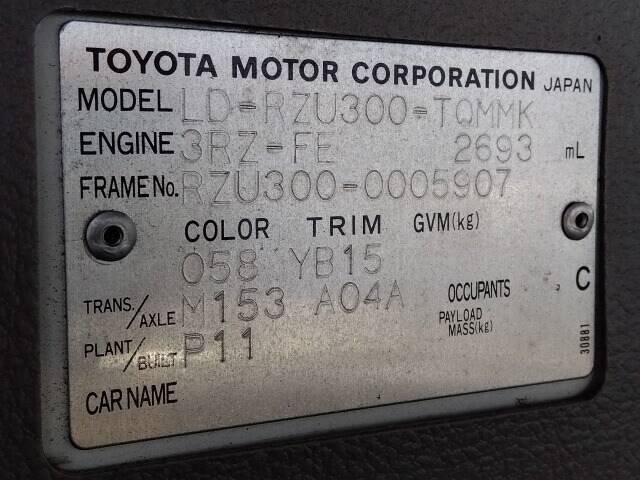 TOYOTA MOTOR CORPORATION JAPAN
MODEL LD-RZU300-TQMMK
ENGINE 3RZ-FE 2693 mL
FRAME No. RZU300-0005907
COLOR TRIM GVM(kg)
058 YB15
C
TRANS./AXLE M153 A04A OCCUPANTS
PAYLOAD MASS(kg)
PLANT/BUILT P11
30881
CAR NAME